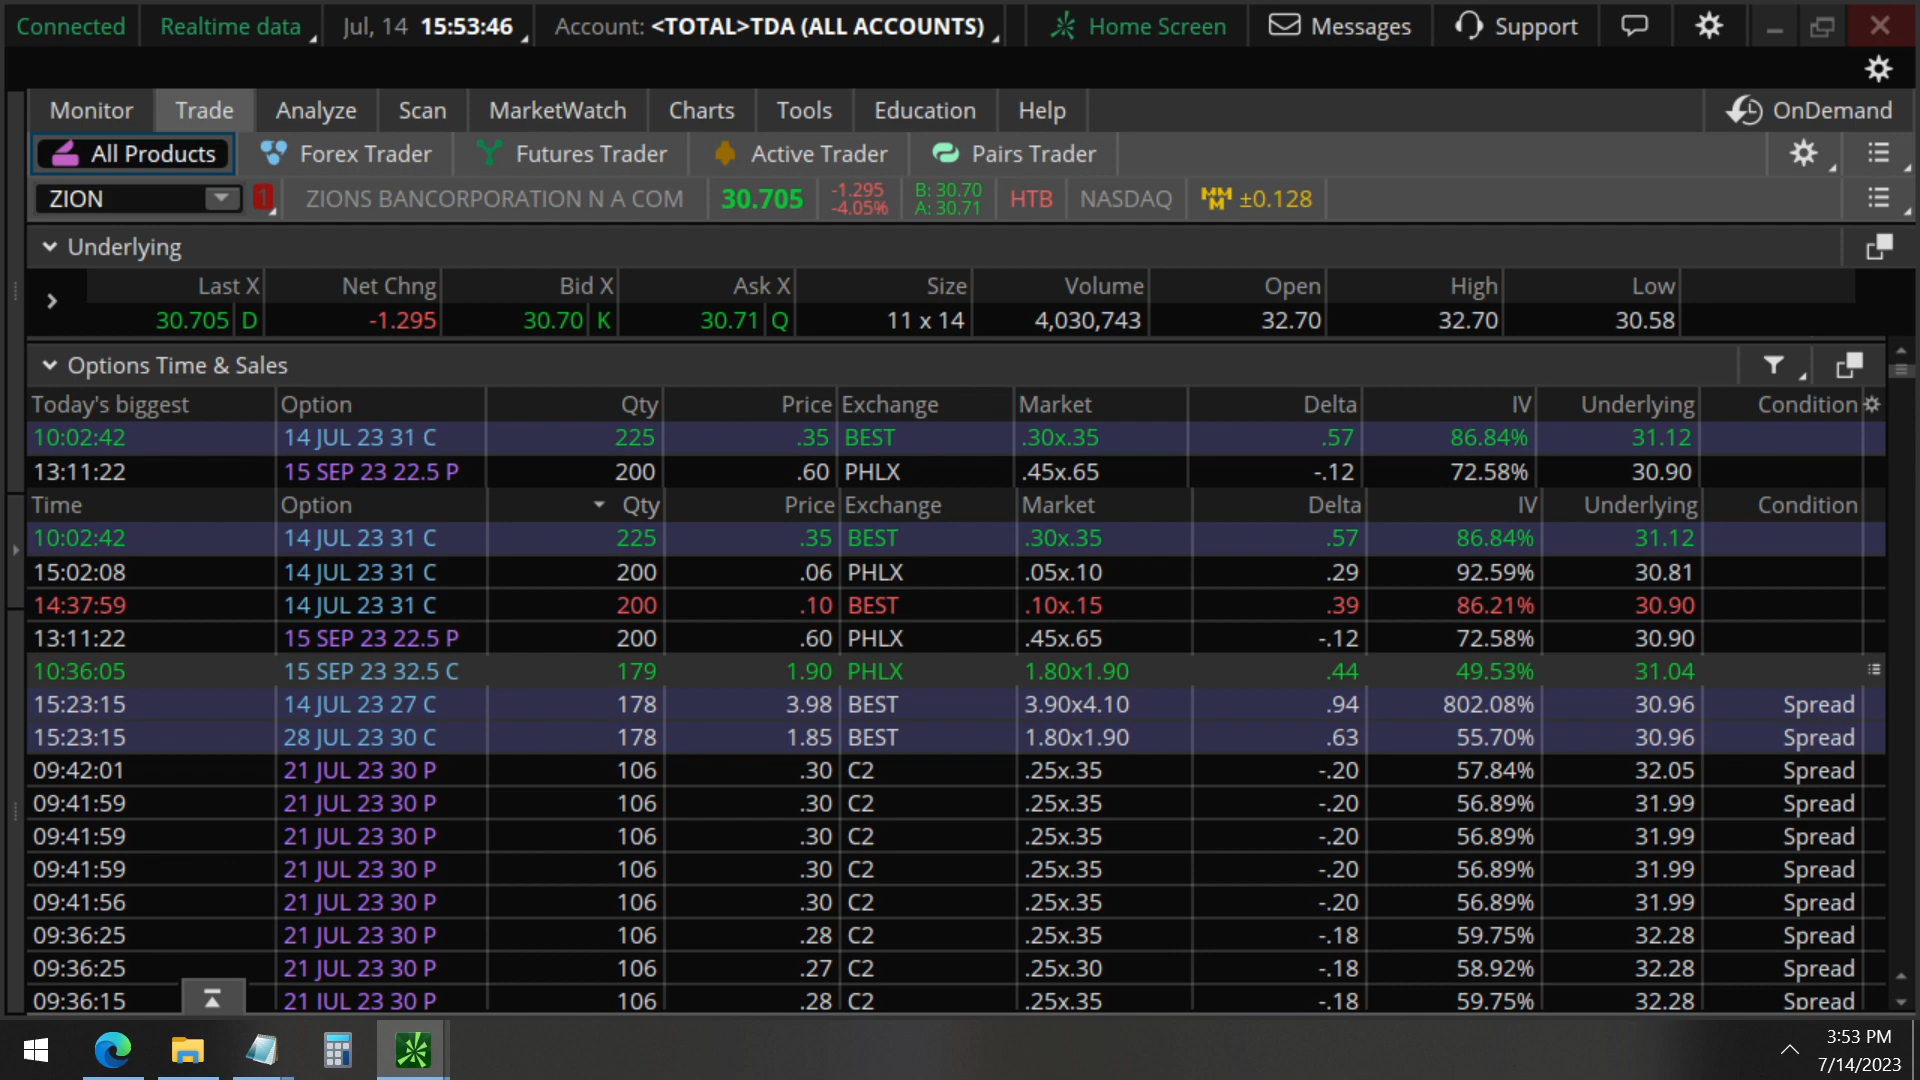 Connected Realtime data Jul, 14 15:53:46 Account: <TOTAL>TDA (ALL ACCOUNTS) Home Screen Messages Support
Monitor Trade Analyze Scan MarketWatch Charts Tools Education Help OnDemand
All Products Forex Trader Futures Trader Active Trader Pairs Trader
ZION 1 ZIONS BANCORPORATION N A COM 30.705 -1.295 -4.05% B: 30.70 A: 30.71 HTB NASDAQ MMM ±0.128
Underlying
Last X Net Chng Bid X Ask X Size Volume Open High Low
30.705 D -1.295 30.70 K 30.71 Q 11 x 14 4,030,743 32.70 32.70 30.58
Options Time & Sales
Today's biggest Option Qty Price Exchange Market Delta IV Underlying Condition
10:02:42 14 JUL 23 31 C 225 .35 BEST .30x.35 .57 86.84% 31.12
13:11:22 15 SEP 23 22.5 P 200 .60 PHLX .45x.65 -.12 72.58% 30.90
Time Option Qty Price Exchange Market Delta IV Underlying Condition
10:02:42 14 JUL 23 31 C 225 .35 BEST .30x.35 .57 86.84% 31.12
15:02:08 14 JUL 23 31 C 200 .06 PHLX .05x.10 .29 92.59% 30.81
14:37:59 14 JUL 23 31 C 200 .10 BEST .10x.15 .39 86.21% 30.90
13:11:22 15 SEP 23 22.5 P 200 .60 PHLX .45x.65 -.12 72.58% 30.90
10:36:05 15 SEP 23 32.5 C 179 1.90 PHLX 1.80x1.90 .44 49.53% 31.04
15:23:15 14 JUL 23 27 C 178 3.98 BEST 3.90x4.10 .94 802.08% 30.96 Spread
15:23:15 28 JUL 23 30 C 178 1.85 BEST 1.80x1.90 .63 55.70% 30.96 Spread
09:42:01 21 JUL 23 30 P 106 .30 C2 .25x.35 -.20 57.84% 32.05 Spread
09:41:59 21 JUL 23 30 P 106 .30 C2 .25x.35 -.20 56.89% 31.99 Spread
09:41:59 21 JUL 23 30 P 106 .30 C2 .25x.35 -.20 56.89% 31.99 Spread
09:41:59 21 JUL 23 30 P 106 .30 C2 .25x.35 -.20 56.89% 31.99 Spread
09:41:56 21 JUL 23 30 P 106 .30 C2 .25x.35 -.20 56.89% 31.99 Spread
09:36:25 21 JUL 23 30 P 106 .28 C2 .25x.35 -.18 59.75% 32.28 Spread
09:36:25 21 JUL 23 30 P 106 .27 C2 .25x.30 -.18 58.92% 32.28 Spread
09:36:15 21 JUL 23 30 P 106 .28 C2 .25x.35 -.18 59.75% 32.28 Spread
3:53 PM
7/14/2023